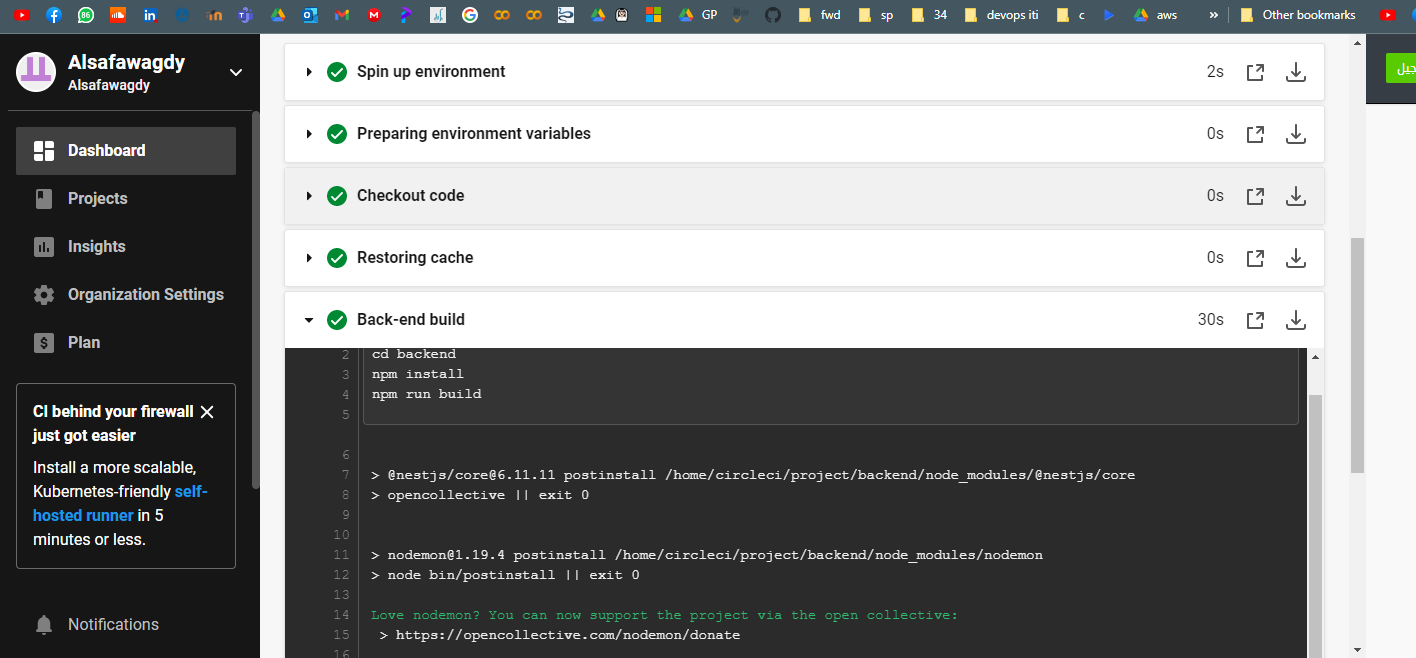 GP
fwd
sp
34
devops iti
c
aws
»
Other bookmarks
Alsafawagdy
Alsafawagdy
Dashboard
Projects
Insights
Organization Settings
Plan
CI behind your firewall
just got easier
Install a more scalable,
Kubernetes-friendly self-
hosted runner in 5
minutes or less.
Notifications
Spin up environment 2s
Preparing environment variables 0s
Checkout code 0s
Restoring cache 0s
Back-end build 30s
2 cd backend
3 npm install
4 npm run build
5
6
7 > @nestjs/core@6.11.11 postinstall /home/circleci/project/backend/node_modules/@nestjs/core
8 > opencollective || exit 0
9
10
11 > nodemon@1.19.4 postinstall /home/circleci/project/backend/node_modules/nodemon
12 > node bin/postinstall || exit 0
13
14 Love nodemon? You can now support the project via the open collective:
15 > https://opencollective.com/nodemon/donate
16